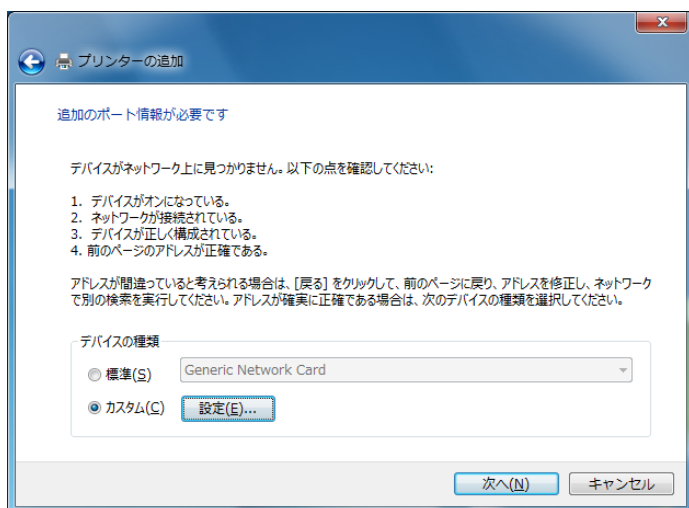 プリンターの追加
追加のポート情報が必要です
デバイスがネットワーク上に見つかりません。以下の点を確認してください:
1. デバイスがオンになっている。
2. ネットワークが接続されている。
3. デバイスが正しく構成されている。
4. 前のページのアドレスが正確である。
アドレスが間違っていると考えられる場合は、[戻る] をクリックして、前のページに戻り、アドレスを修正し、ネットワーク
で別の検索を実行してください。アドレスが確実に正確である場合は、次のデバイスの種類を選択してください。
デバイスの種類
標準(S) Generic Network Card
カスタム(C) 設定(E)...
次へ(N) キャンセル